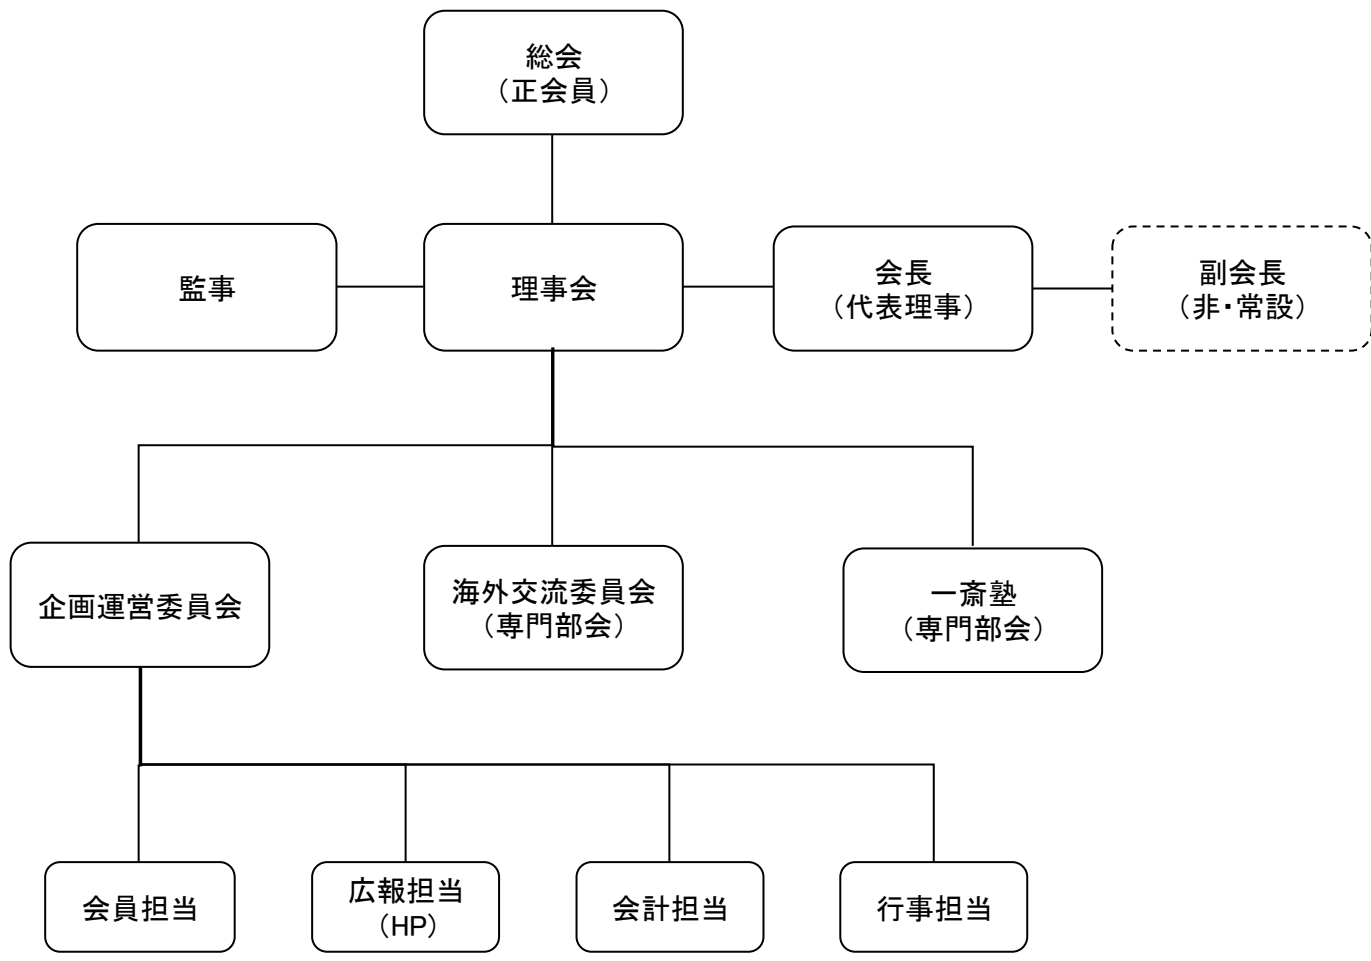 総会
（正会員）
監事
理事会
会長
（代表理事）
副会長
（非・常設）
企画運営委員会
海外交流委員会
（専門部会）
一斎塾
（専門部会）
会員担当
広報担当
（HP）
会計担当
行事担当